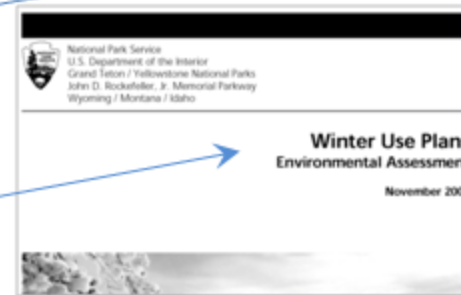 National Park Service
U.S. Department of the Interior
Grand Teton / Yellowstone National Parks
John D. Rockefeller, Jr. Memorial Parkway
Wyoming / Montana / Idaho
Winter Use Plan
Environmental Assessmen
November 200